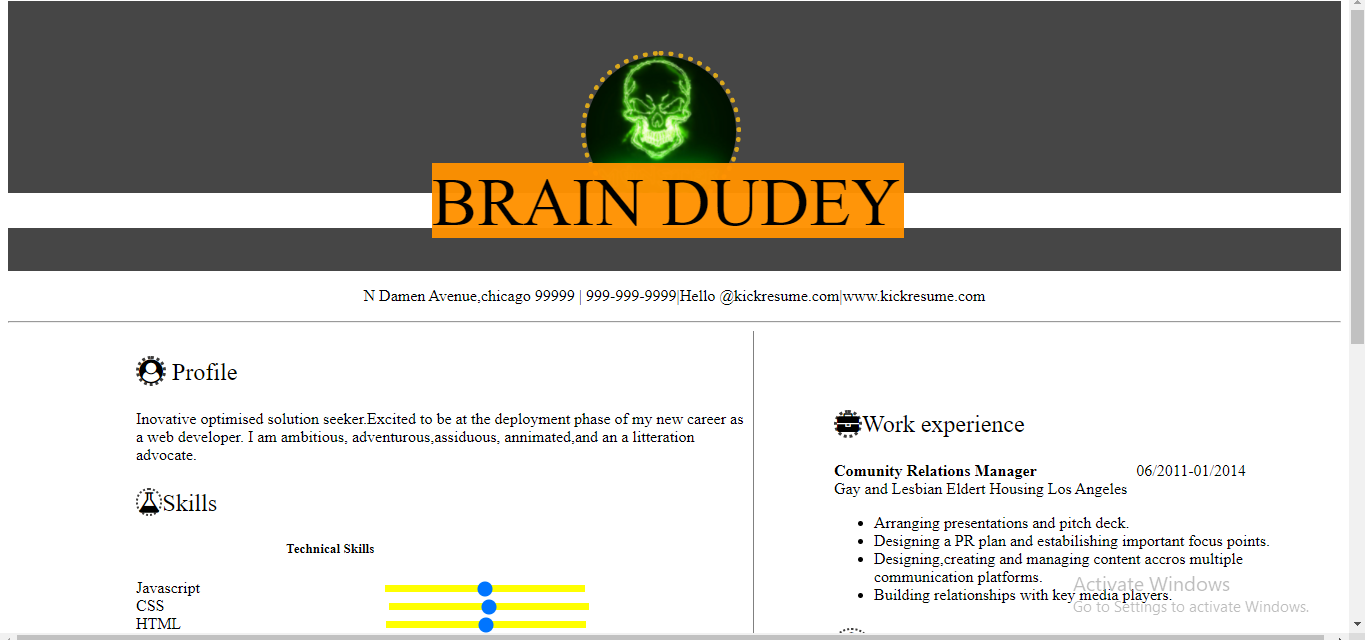 BRAIN DUDEY
N Damen Avenue,chicago 99999 | 999-999-9999|Hello @kickresume.com|www.kickresume.com
Profile
Inovative optimised solution seeker.Excited to be at the deployment phase of my new career as
a web developer. I am ambitious, adventurous,assiduous, annimated,and an a litteration
advocate.
Skills
Technical Skills
Javascript
CSS
HTML
Work experience
Comunity Relations Manager 06/2011-01/2014
Gay and Lesbian Eldert Housing Los Angeles
Arranging presentations and pitch deck.
Designing a PR plan and estabilishing important focus points.
Designing,creating and managing content accros multiple
communication platforms.
Building relationships with key media players.
Activate Windows
Go to Settings to activate Windows.